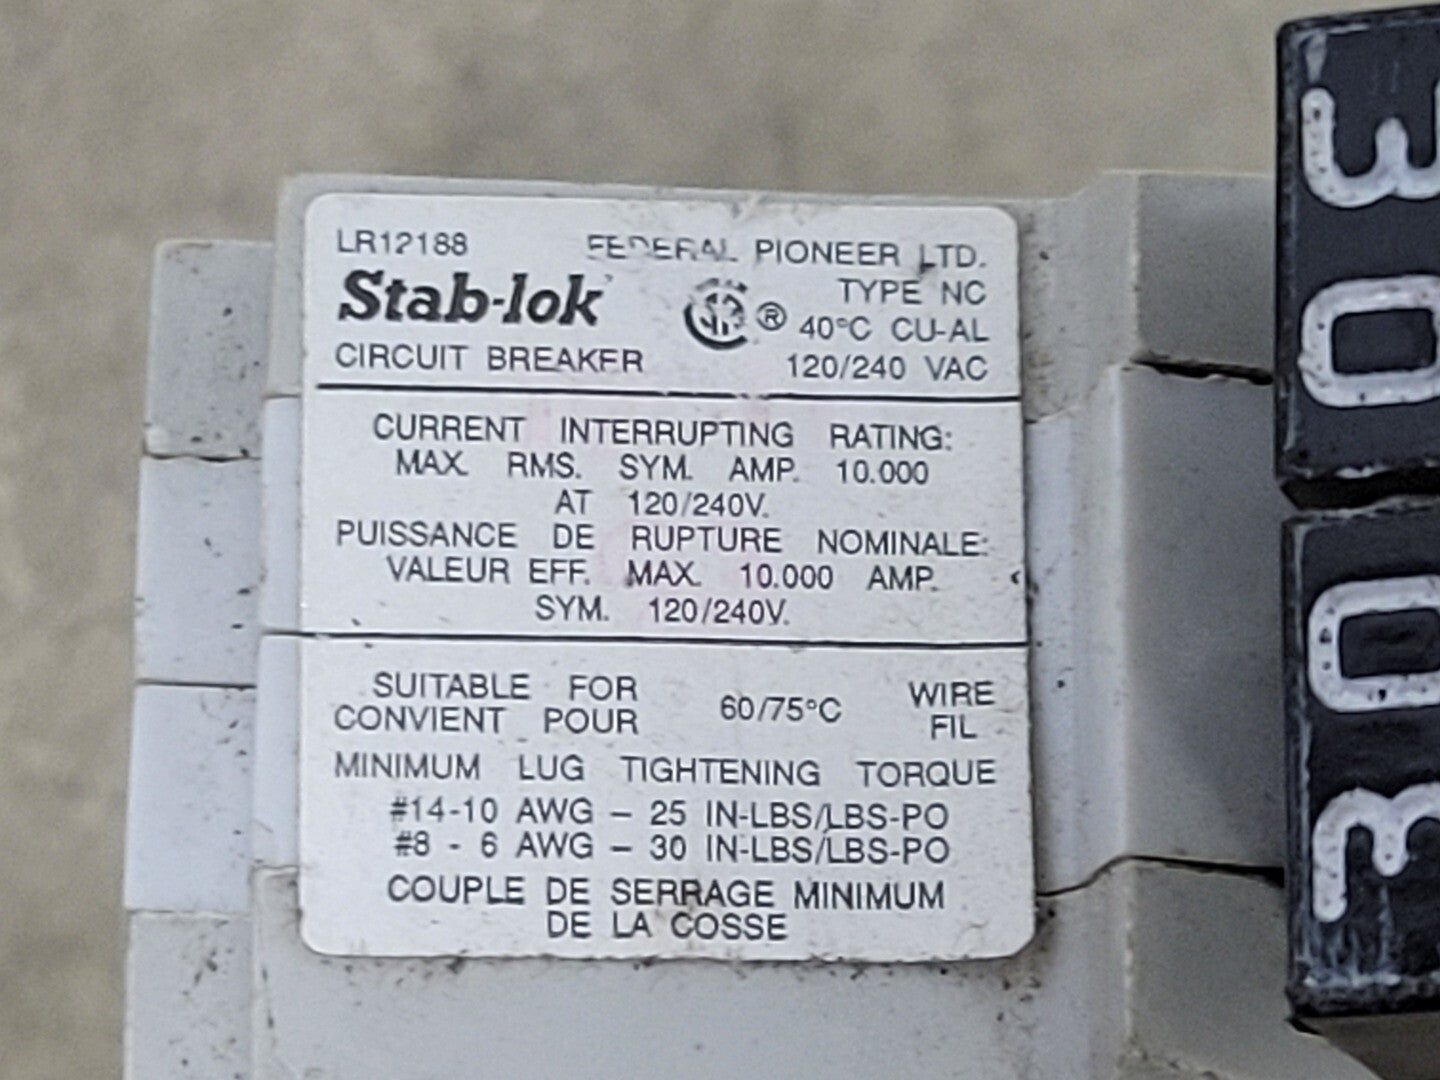 LR12188 FEDERAL PIONEER LTD.
Stab-lok ® TYPE NC
40°C CU-AL
CIRCUIT BREAKER 120/240 VAC
CURRENT INTERRUPTING RATING:
MAX. RMS. SYM. AMP. 10.000
AT 120/240V.
PUISSANCE DE RUPTURE NOMINALE:
VALEUR EFF. MAX. 10.000 AMP.
SYM. 120/240V.
SUITABLE FOR 60/75°C WIRE
CONVIENT POUR FIL
MINIMUM LUG TIGHTENING TORQUE
#14-10 AWG – 25 IN-LBS/LBS-PO
#8 - 6 AWG – 30 IN-LBS/LBS-PO
COUPLE DE SERRAGE MINIMUM
DE LA COSSE
30
30